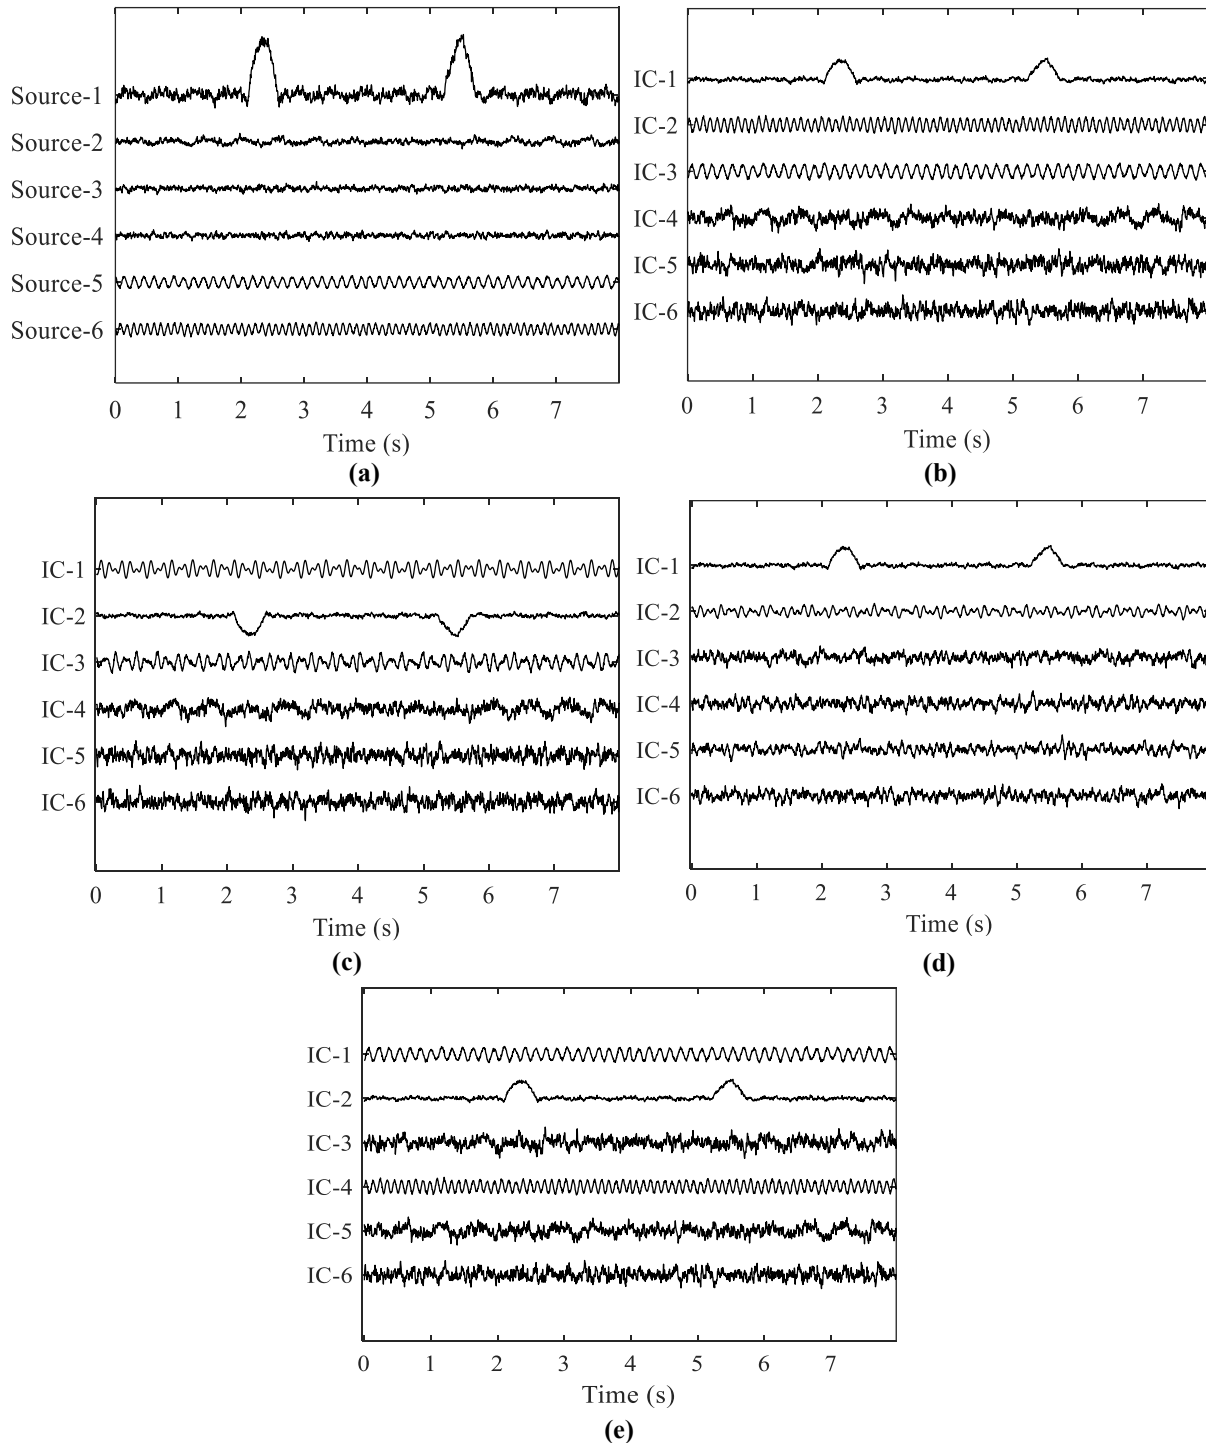 Source-1
Source-2
Source-3
Source-4
Source-5
Source-6
0 1 2 3 4 5 6 7
Time (s)
(a)
IC-1
IC-2
IC-3
IC-4
IC-5
IC-6
0 1 2 3 4 5 6 7
Time (s)
(b)
IC-1
IC-2
IC-3
IC-4
IC-5
IC-6
0 1 2 3 4 5 6 7
Time (s)
(c)
IC-1
IC-2
IC-3
IC-4
IC-5
IC-6
0 1 2 3 4 5 6 7
Time (s)
(d)
IC-1
IC-2
IC-3
IC-4
IC-5
IC-6
0 1 2 3 4 5 6 7
Time (s)
(e)